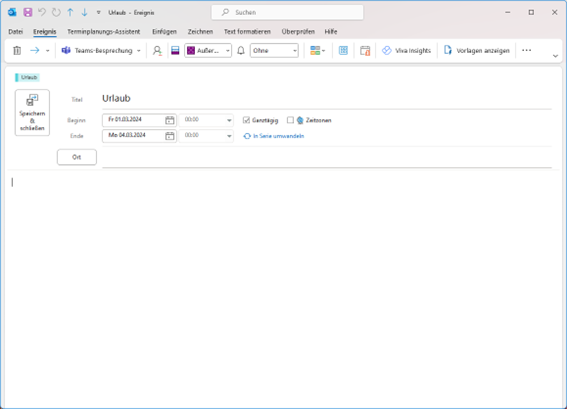 Urlaub - Ereignis
Suchen
Datei Ereignis Terminplanungs-Assistent Einfügen Zeichnen Text formatieren Überprüfen Hilfe
Teams-Besprechung Außer... Ohne Viva Insights Vorlagen anzeigen ...
Urlaub
Speichern & schließen
Titel Urlaub
Beginn Fr 01.03.2024 00:00 Ganztägig Zeitzonen
Ende Mo 04.03.2024 00:00 In Serie umwandeln
Ort